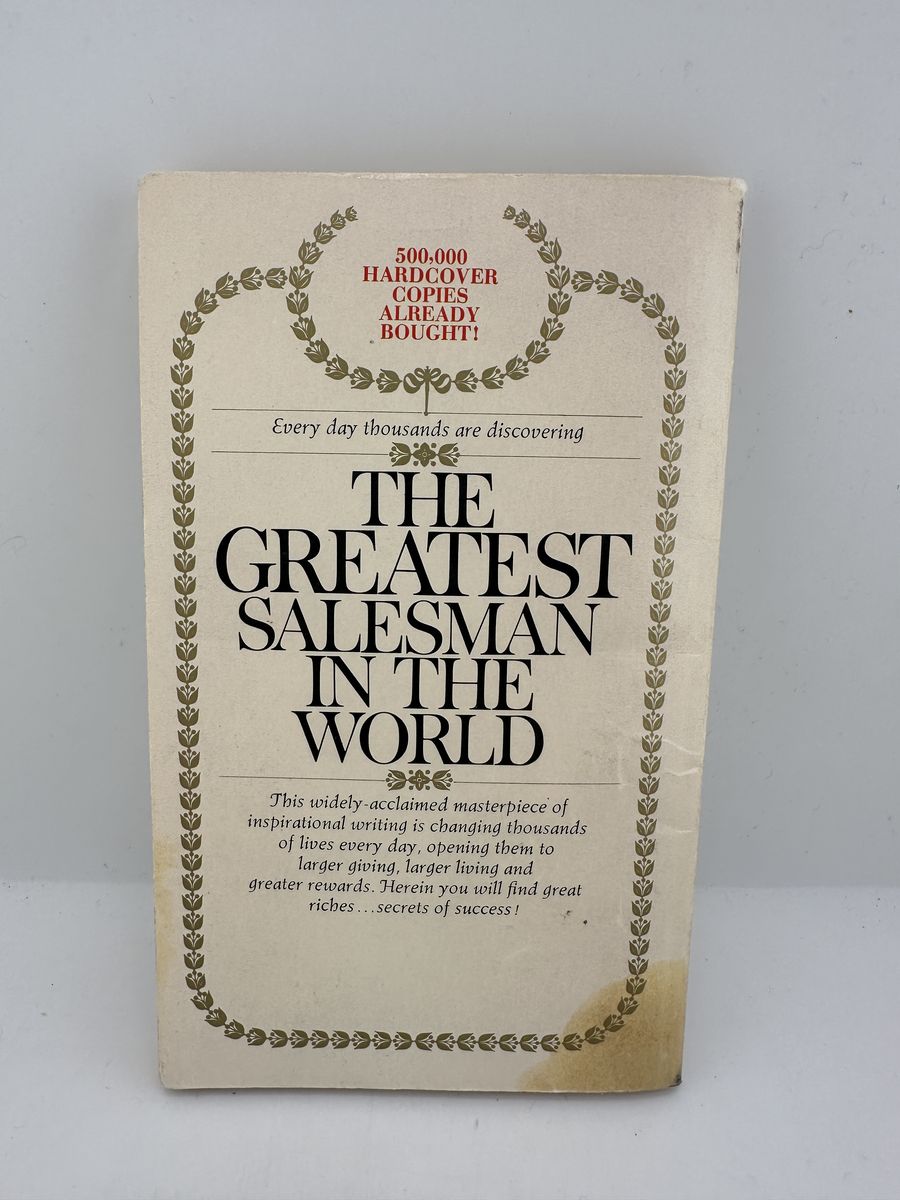 500,000
HARDCOVER
COPIES
ALREADY
BOUGHT!
Every day thousands are discovering
THE
GREATEST
SALESMAN
IN THE
WORLD
This widely-acclaimed masterpiece of
inspirational writing is changing thousands
of lives every day, opening them to
larger giving, larger living and
greater rewards. Herein you will find great
riches...secrets of success!